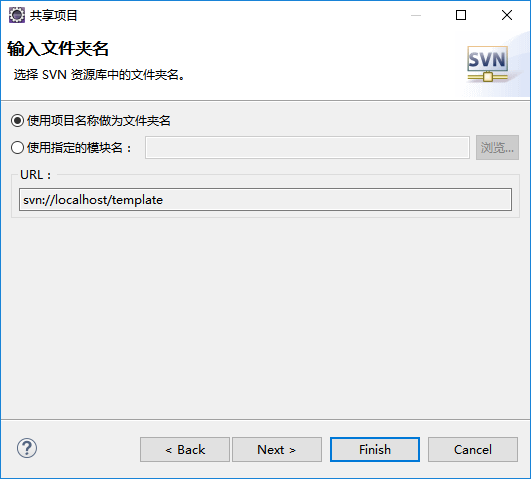 共享项目
输入文件夹名
选择 SVN 资源库中的文件夹名。
SVN
使用项目名称做为文件夹名
使用指定的模块名：
浏览...
URL：
svn://localhost/template
?
< Back
Next >
Finish
Cancel